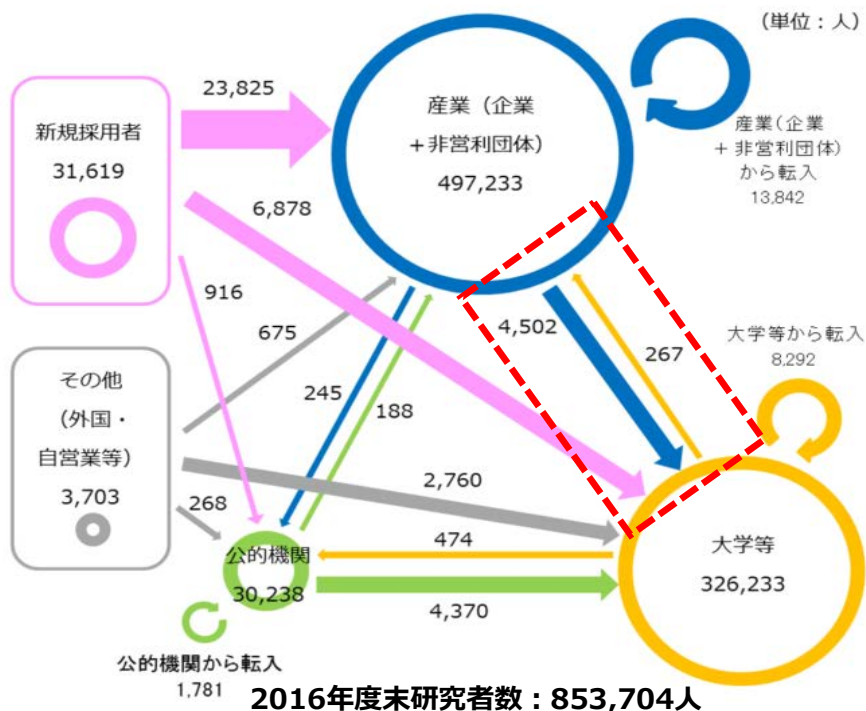 (単位:人)
23,825
新規採用者
31,619
産業(企業
+非営利団体)
497,233
産業(企業
+ 非営利団体)
から転入
13,842
6,878
916
675
4,502
267
大学等から転入
8,292
その他
(外国・
自営業等)
3,703
245
188
2,760
268
公的機関
30,238
474
4,370
大学等
326,233
公的機関から転入
1,781
2016年度末研究者数:853,704人